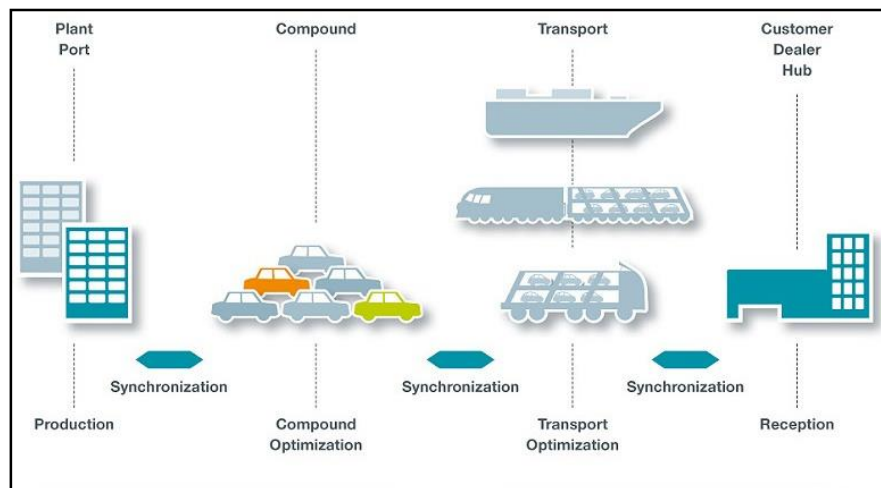 Plant
Port
Compound
Transport
Customer
Dealer
Hub
Synchronization
Synchronization
Synchronization
Production
Compound
Optimization
Transport
Optimization
Reception